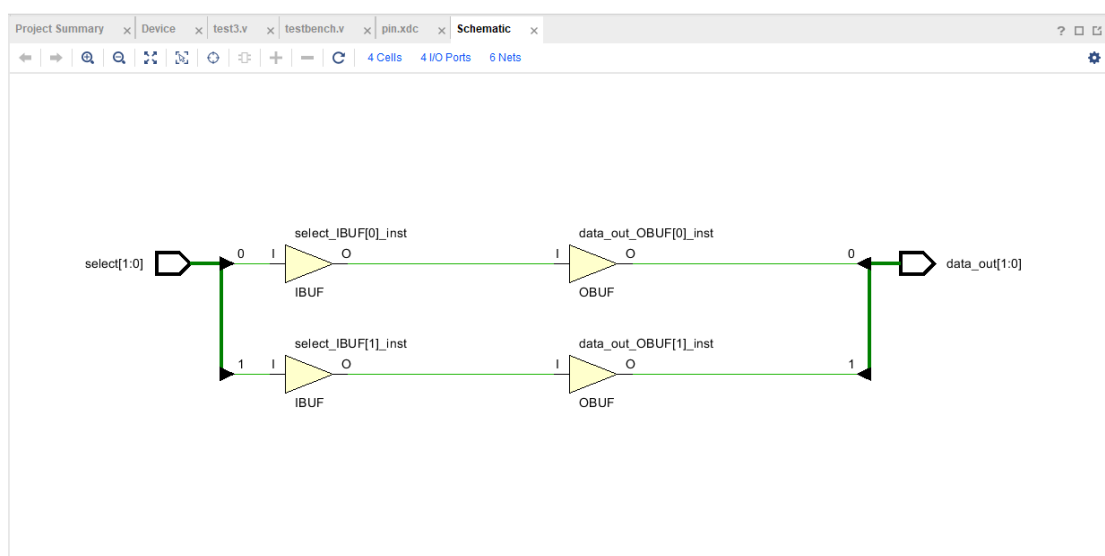 Project Summary × Device × test3.v × testbench.v × pin.xdc × Schematic × ?
4 Cells 4 I/O Ports 6 Nets
select_IBUF[0]_inst data_out_OBUF[0]_inst
0 I O I O 0
select[1:0] data_out[1:0]
IBUF OBUF
select_IBUF[1]_inst data_out_OBUF[1]_inst
1 I O I O 1
IBUF OBUF